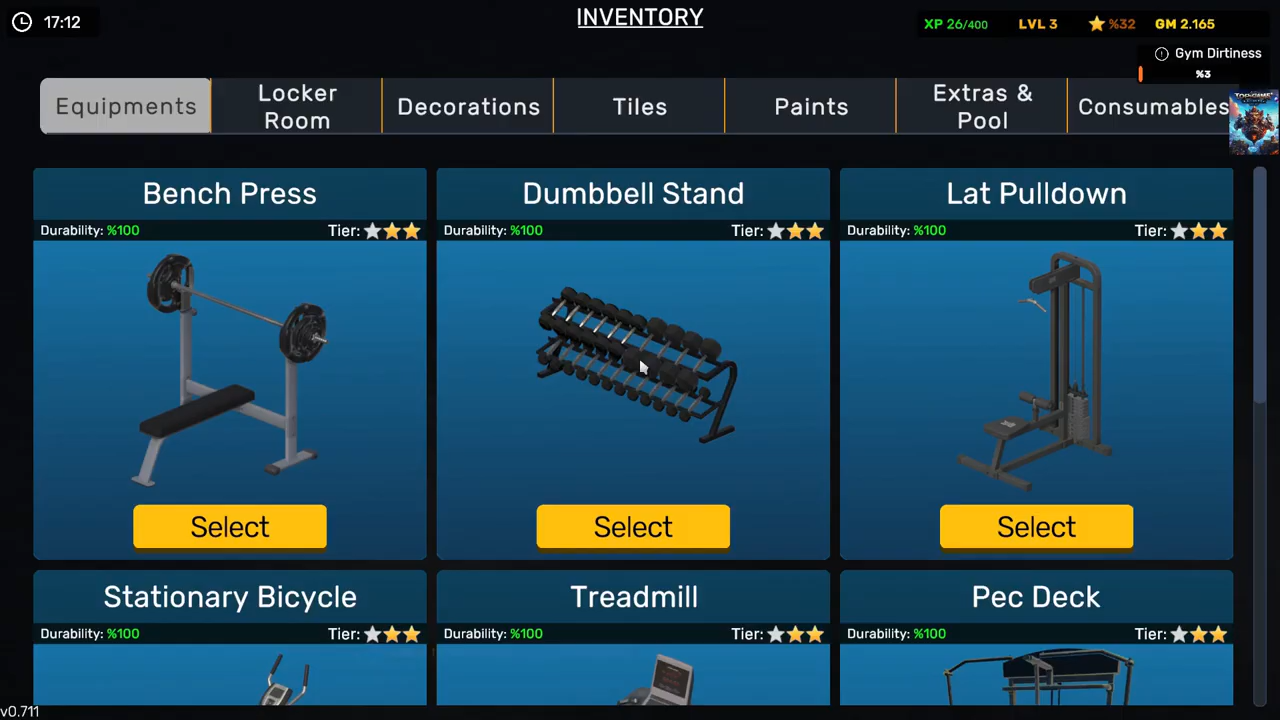 17:12
INVENTORY
XP 26/400
LVL 3
%32
GM 2.165
Gym Dirtiness
%3
Equipments
Locker
Room
Decorations
Tiles
Paints
Extras &
Pool
Consumables
Bench Press
Durability: %100
Tier:
Select
Dumbbell Stand
Durability: %100
Tier:
Select
Lat Pulldown
Durability: %100
Tier:
Select
Stationary Bicycle
Durability: %100
Tier:
Treadmill
Durability: %100
Tier:
Pec Deck
Durability: %100
Tier:
v0.711